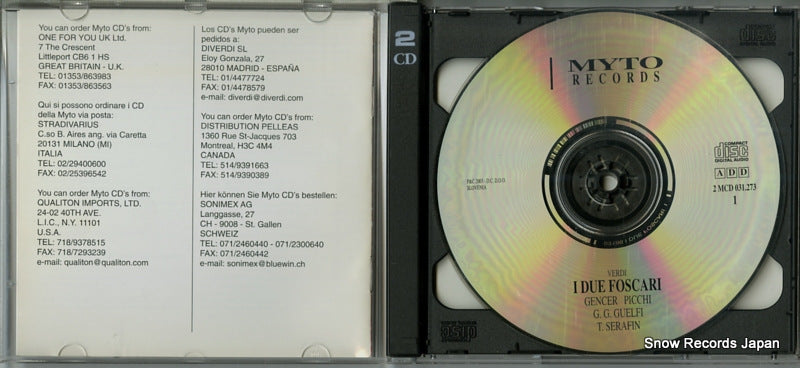 You can order Myto CD's from:
ONE FOR YOU UK Ltd.
7 The Crescent
Littleport CB6 1 HS
GREAT BRITAIN - U.K.
TEL: 01353/863983
FAX: 01353/863563
Qui si possono ordinare i CD
della Myto via posta:
STRADIVARIUS
C.so B. Aires ang. via Caretta
20131 MILANO (MI)
ITALIA
TEL: 02/29400600
FAX: 02/25396542
You can order Myto CD's from:
QUALITON IMPORTS, LTD.
24-02 40TH AVE.
L.I.C., N.Y. 11101
U.S.A.
TEL: 718/9378515
FAX: 718/7293239
e-mail: qualiton@qualiton.com
Los CD's Myto pueden ser
pedidos a:
DIVERDI SL
Eloy Gonzala, 27
28010 MADRID - ESPAÑA
TEL: 01/4477724
FAX: 01/4478579
e-mail: diverdi@diverdi.com
You can order Myto CD's from:
DISTRIBUTION PELLEAS
1360 Rue St-Jacques 703
Montreal, H3C 4M4
CANADA
TEL: 514/9391663
FAX: 514/9390389
Hier können Sie Myto CD's bestellen:
SONIMEX AG
Langgasse, 27
CH - 9008 - St. Gallen
SCHWEIZ
TEL: 071/2460440 - 071/2300640
FAX: 071/2460442
e-mail: sonimex@bluewin.ch
2
CD
MYTO
RECORDS
COMPACT
disc
DIGITAL AUDIO
ADD
2 MCD 031.273
1
SLOVENIA
VERDI
I DUE FOSCARI
GENCER PICCHI
G. G. GUELFI
T. SERAFIN
disc
Snow Records Japan